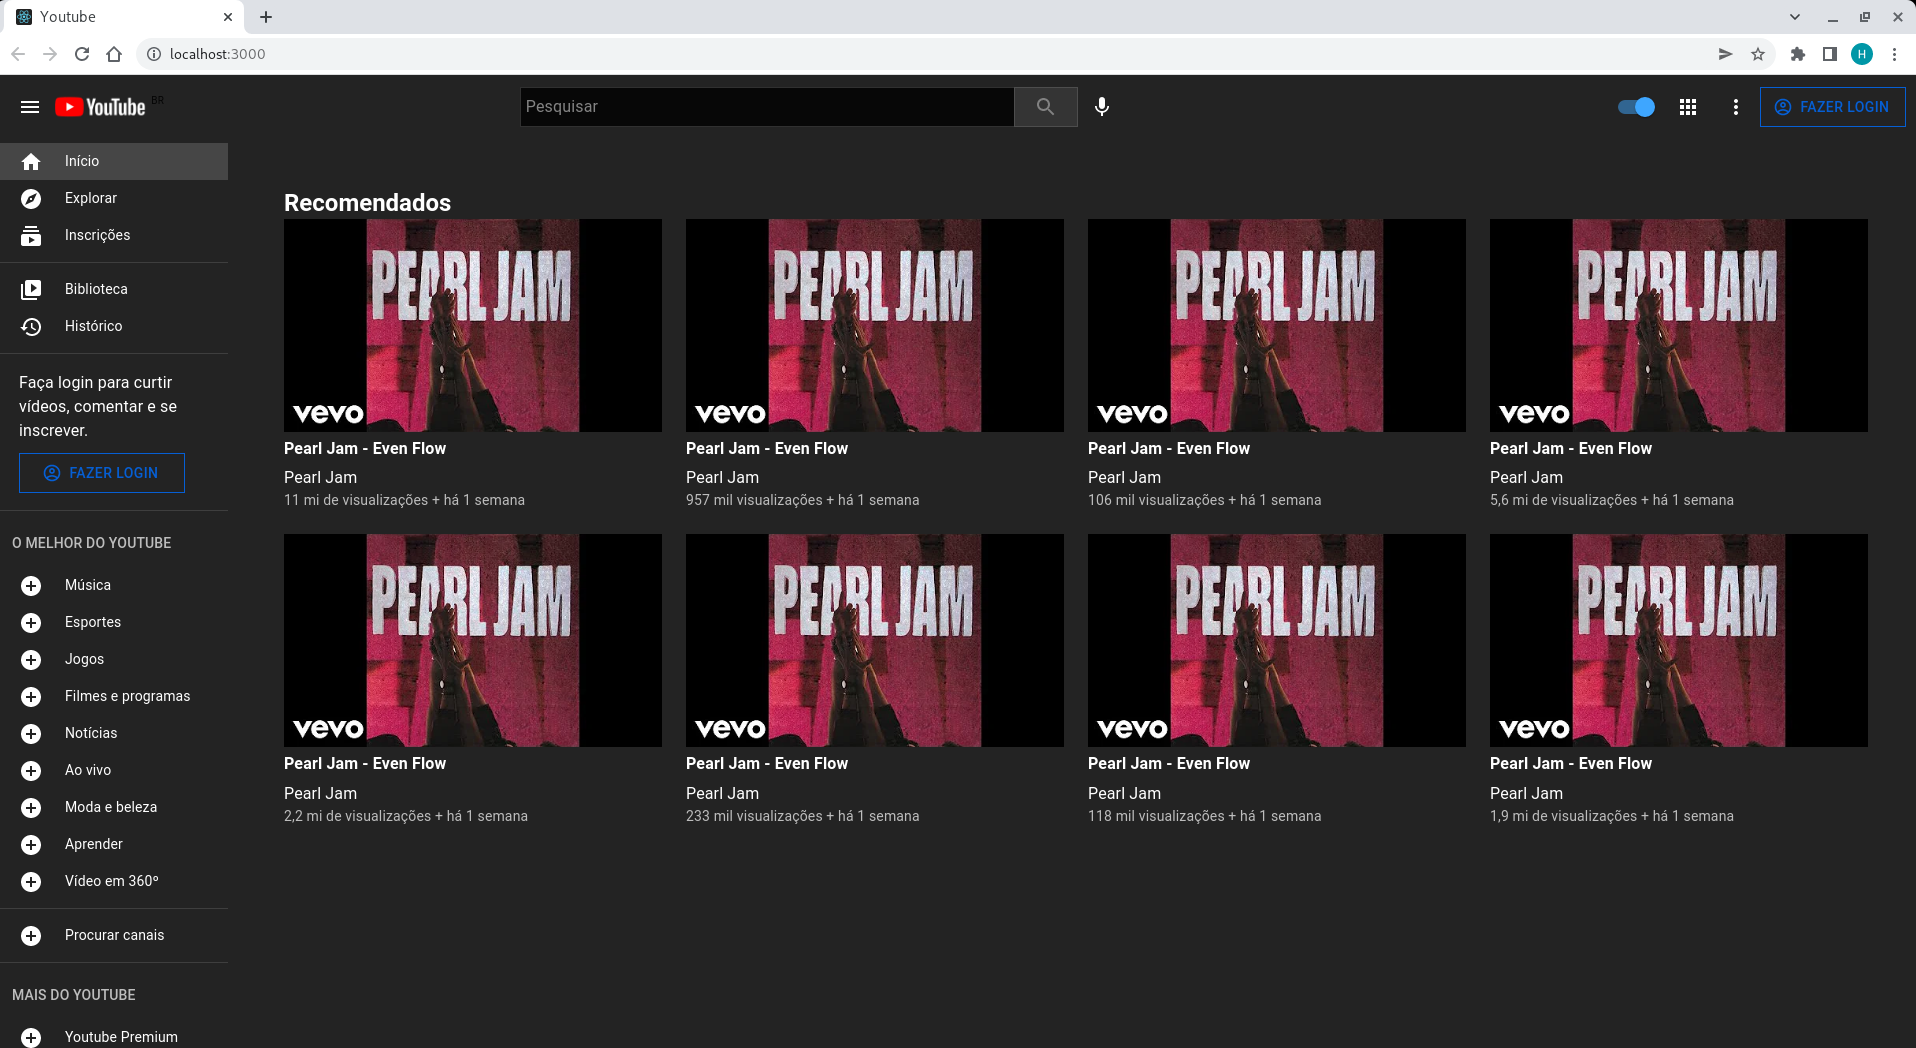 Youtube
localhost:3000
H
YouTube BR
Pesquisar
FAZER LOGIN
Início
Explorar
Inscrições
Biblioteca
Histórico
Faça login para curtir
vídeos, comentar e se
inscrever.
FAZER LOGIN
O MELHOR DO YOUTUBE
Música
Esportes
Jogos
Filmes e programas
Notícias
Ao vivo
Moda e beleza
Aprender
Vídeo em 360º
Procurar canais
MAIS DO YOUTUBE
Youtube Premium
Recomendados
PEARL JAM
vevo
Pearl Jam - Even Flow
Pearl Jam
11 mi de visualizações + há 1 semana
PEARL JAM
vevo
Pearl Jam - Even Flow
Pearl Jam
957 mil visualizações + há 1 semana
PEARL JAM
vevo
Pearl Jam - Even Flow
Pearl Jam
106 mil visualizações + há 1 semana
PEARL JAM
vevo
Pearl Jam - Even Flow
Pearl Jam
5,6 mi de visualizações + há 1 semana
PEARL JAM
vevo
Pearl Jam - Even Flow
Pearl Jam
2,2 mi de visualizações + há 1 semana
PEARL JAM
vevo
Pearl Jam - Even Flow
Pearl Jam
233 mil visualizações + há 1 semana
PEARL JAM
vevo
Pearl Jam - Even Flow
Pearl Jam
118 mil visualizações + há 1 semana
PEARL JAM
vevo
Pearl Jam - Even Flow
Pearl Jam
1,9 mi de visualizações + há 1 semana